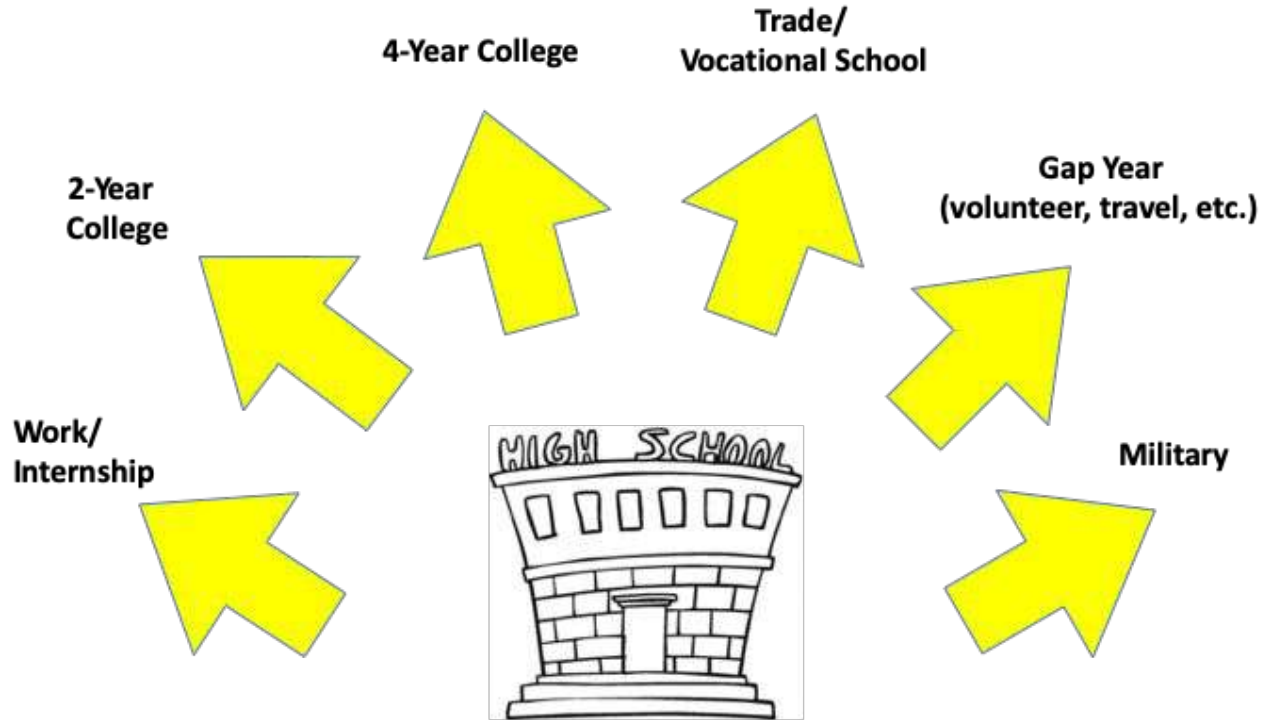 4-Year College
Trade/
Vocational School
2-Year
College
Gap Year
(volunteer, travel, etc.)
Work/
Internship
Military
HIGH SCHOOL